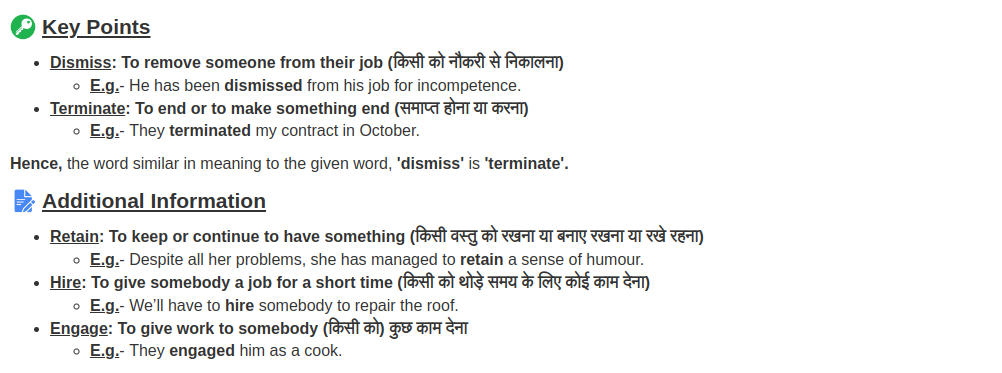 Key Points
Dismiss: To remove someone from their job (किसी को नौकरी से निकालना)
E.g.- He has been dismissed from his job for incompetence.
Terminate: To end or to make something end (समाप्त होना या करना)
E.g.- They terminated my contract in October.
Hence, the word similar in meaning to the given word, 'dismiss' is 'terminate'.
Additional Information
Retain: To keep or continue to have something (किसी वस्तु को रखना या बनाए रखना या रखे रहना)
E.g.- Despite all her problems, she has managed to retain a sense of humour.
Hire: To give somebody a job for a short time (किसी को थोड़े समय के लिए कोई काम देना)
E.g.- We’ll have to hire somebody to repair the roof.
Engage: To give work to somebody (किसी को) कुछ काम देना
E.g.- They engaged him as a cook.